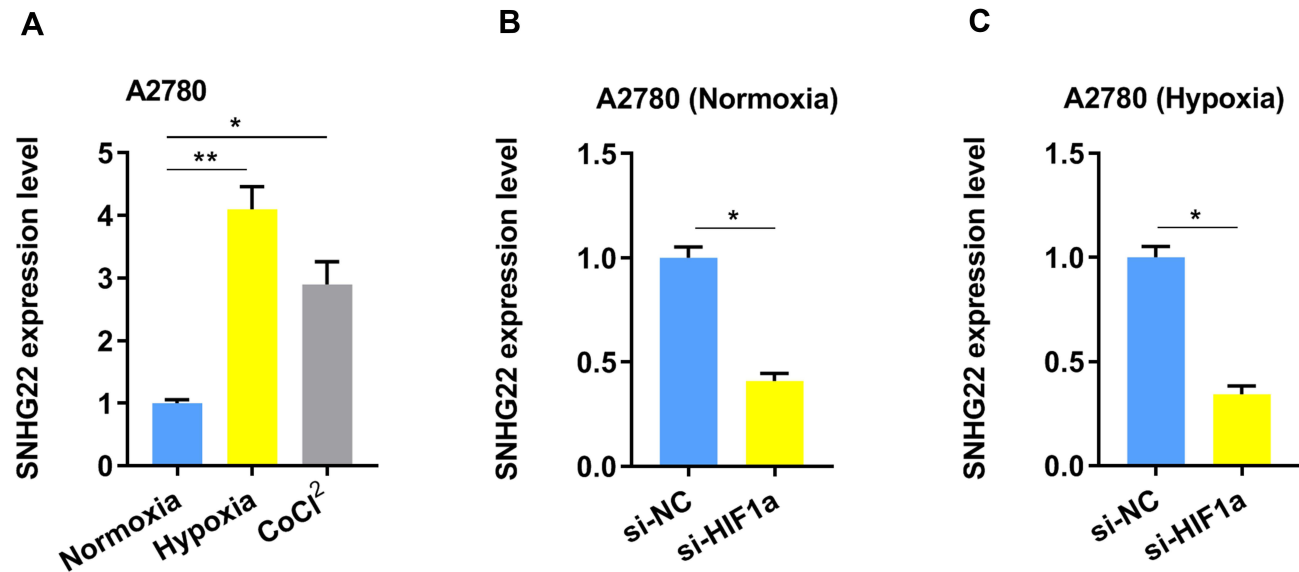 A
A2780
*
**
SNHG22 expression level
5
4
3
2
1
0
Normoxia
Hypoxia
CoCl²
B
A2780 (Normoxia)
*
SNHG22 expression level
1.5
1.0
0.5
0.0
si-NC
si-HIF1a
C
A2780 (Hypoxia)
*
SNHG22 expression level
1.5
1.0
0.5
0.0
si-NC
si-HIF1a